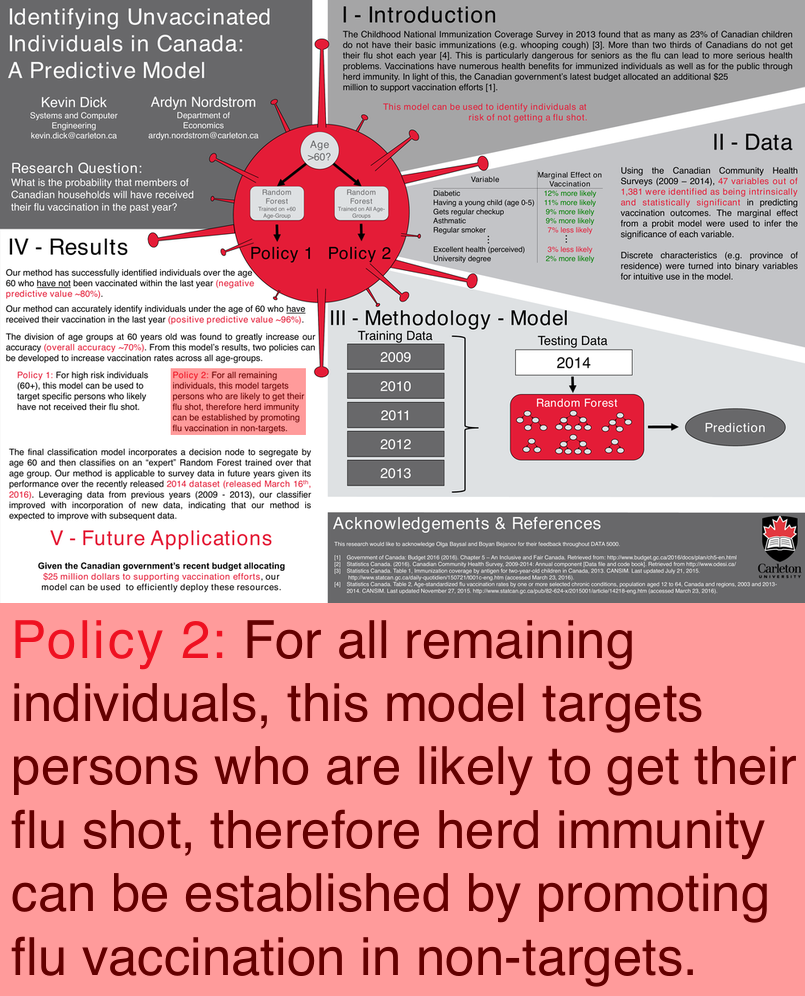 Identifying Unvaccinated
Individuals in Canada:
A Predictive Model
Kevin Dick
Systems and Computer
Engineering
kevin.dick@carleton.ca
Ardyn Nordstrom
Department of
Economics
ardyn.nordstrom@carleton.ca
Research Question:
What is the probability that members of
Canadian households will have received
their flu vaccination in the past year?
I - Introduction
The Childhood National Immunization Coverage Survey in 2013 found that as many as 23% of Canadian children
do not have their basic immunizations (e.g. whooping cough) [3]. More than two thirds of Canadians do not get
their flu shot each year [4]. This is particularly dangerous for seniors as the flu can lead to more serious health
problems. Vaccinations have numerous health benefits for immunized individuals as well as for the public through
herd immunity. In light of this, the Canadian government's latest budget allocated an additional $25
million to support vaccination efforts [1].
This model can be used to identify individuals at
risk of not getting a flu shot.
Age
>60?
Random
Forest
Trained on +60
Age-Group
Random
Forest
Trained on All Age-
Groups
Policy 1
Policy 2
II - Data
Variable
Marginal Effect on
Vaccination
Diabetic 12% more likely
Having a young child (age 0-5) 11% more likely
Gets regular checkup 9% more likely
Asthmatic 9% more likely
Regular smoker 7% less likely
⋮ ⋮
Excellent health (perceived) 3% less likely
University degree 2% more likely
Using the Canadian Community Health
Surveys (2009 – 2014), 47 variables out of
1,381 were identified as being intrinsically
and statistically significant in predicting
vaccination outcomes. The marginal effect
from a probit model were used to infer the
significance of each variable.
Discrete characteristics (e.g. province of
residence) were turned into binary variables
for intuitive use in the model.
III - Methodology - Model
Training Data
2009
2010
2011
2012
2013
Testing Data
2014
Random Forest
Prediction
IV - Results
Our method has successfully identified individuals over the age
60 who have not been vaccinated within the last year (negative
predictive value ~80%).
Our method can accurately identify individuals under the age of 60 who have
received their vaccination in the last year (positive predictive value ~96%).
The division of age groups at 60 years old was found to greatly increase our
accuracy (overall accuracy ~70%). From this model's results, two policies can
be developed to increase vaccination rates across all age-groups.
Policy 1: For high risk individuals
(60+), this model can be used to
target specific persons who likely
have not received their flu shot.
Policy 2: For all remaining
individuals, this model targets
persons who are likely to get their
flu shot, therefore herd immunity
can be established by promoting
flu vaccination in non-targets.
The final classification model incorporates a decision node to segregate by
age 60 and then classifies on an "expert" Random Forest trained over that
age group. Our method is applicable to survey data in future years given its
performance over the recently released 2014 dataset (released March 16th,
2016). Leveraging data from previous years (2009 - 2013), our classifier
improved with incorporation of new data, indicating that our method is
expected to improve with subsequent data.
V - Future Applications
Given the Canadian government's recent budget allocating
$25 million dollars to supporting vaccination efforts, our
model can be used to efficiently deploy these resources.
Acknowledgements & References
This research would like to acknowledge Olga Baysal and Boyan Bejanov for their feedback throughout DATA 5000.
[1] Government of Canada: Budget 2016 (2016). Chapter 5 – An Inclusive and Fair Canada. Retrieved from: http://www.budget.gc.ca/2016/docs/plan/ch5-en.html
[2] Statistics Canada. (2016). Canadian Community Health Survey, 2009-2014: Annual component [Data file and code book]. Retrieved from http://www.odesi.ca/
[3] Statistics Canada. Table 1, Immunization coverage by antigen for two-year-old children in Canada, 2013. CANSIM. Last updated July 21, 2015.
http://www.statcan.gc.ca/daily-quotidien/150721/t001c-eng.htm (accessed March 23, 2016).
[4] Statistics Canada. Table 2, Age-standardized flu vaccination rates by one or more selected chronic conditions, population aged 12 to 64, Canada and regions, 2003 and 2013-
2014. CANSIM. Last updated November 27, 2015. http://www.statcan.gc.ca/pub/82-624-x/2015001/article/14218-eng.htm (accessed March 23, 2016).
Carleton
UNIVERSITY
Policy 2: For all remaining
individuals, this model targets
persons who are likely to get their
flu shot, therefore herd immunity
can be established by promoting
flu vaccination in non-targets.